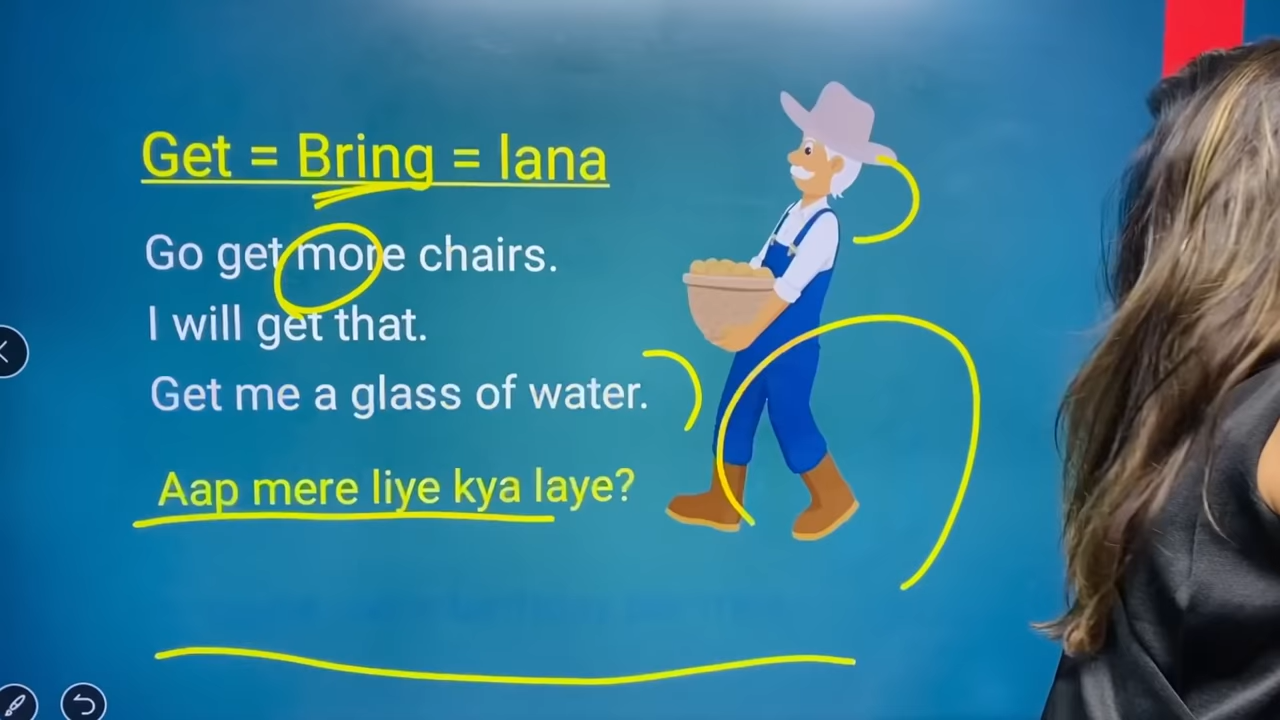 Get = Bring = lana
Go get more chairs.
I will get that.
Get me a glass of water.
Aap mere liye kya laye?